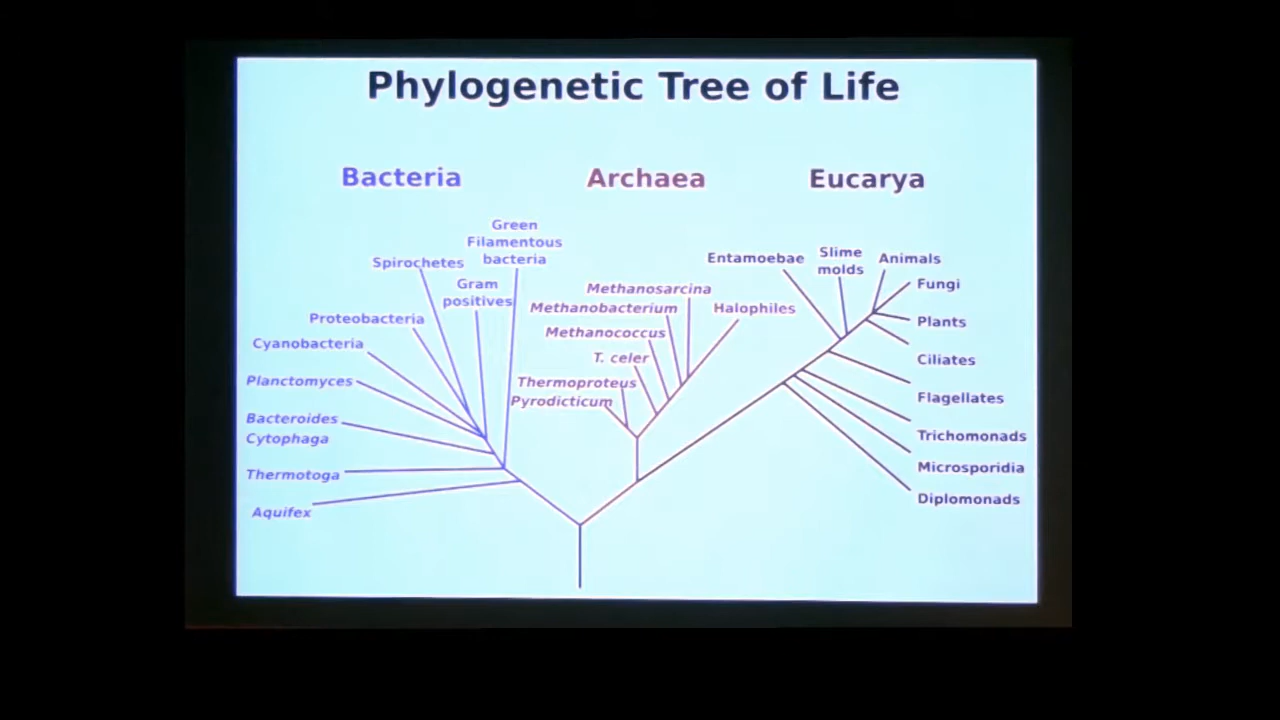 Phylogenetic Tree of Life
Bacteria
Archaea
Eucarya
Green
Filamentous
bacteria
Spirochetes
Gram
positives
Proteobacteria
Cyanobacteria
Planctomyces
Bacteroides
Cytophaga
Thermotoga
Aquifex
Methanosarcina
Methanobacterium
Halophiles
Methanococcus
T. celer
Thermoproteus
Pyrodicticum
Entamoebae
Slime
molds
Animals
Fungi
Plants
Ciliates
Flagellates
Trichomonads
Microsporidia
Diplomonads